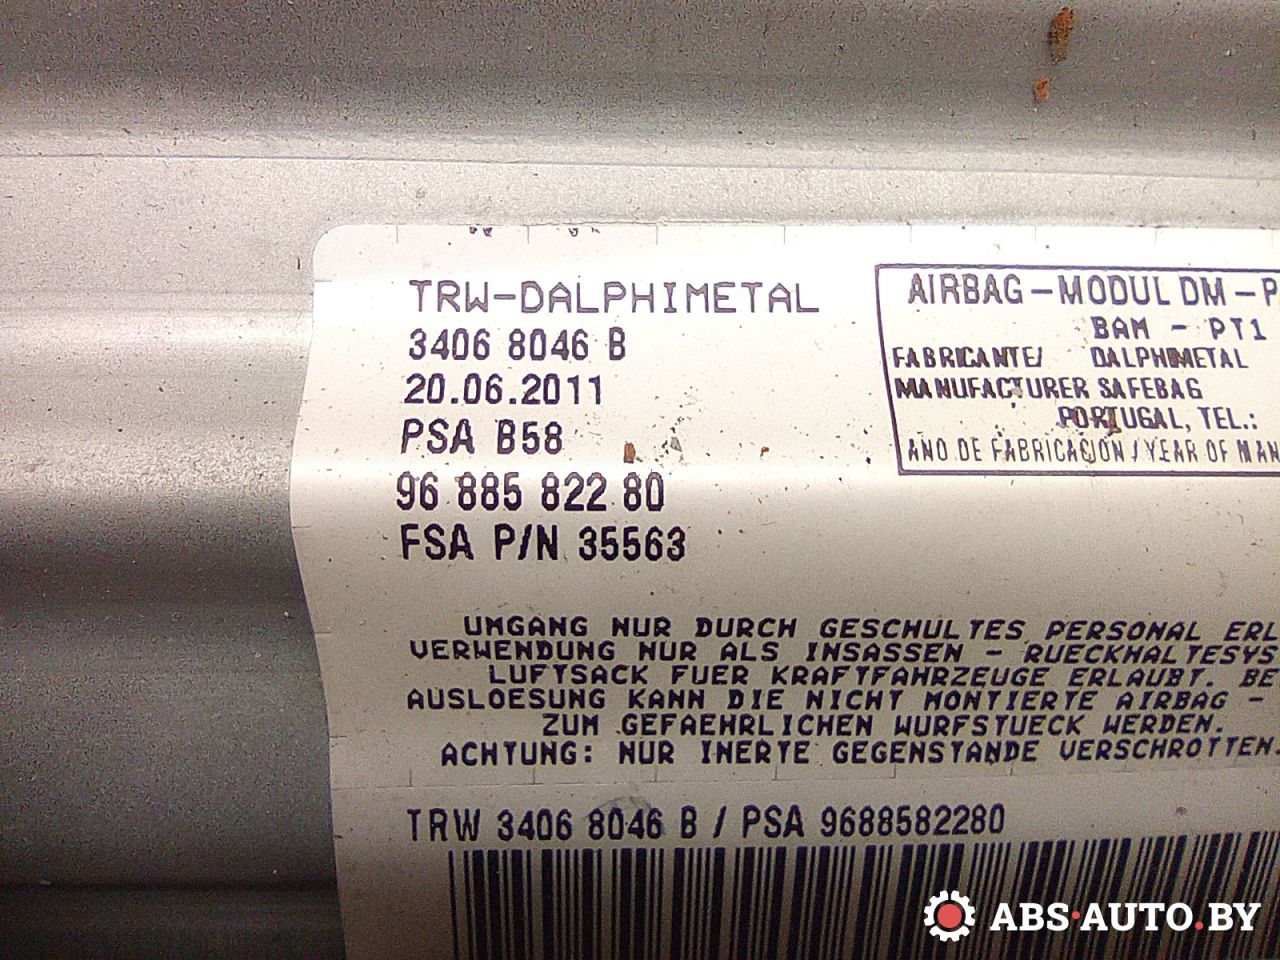 TRW-DALPHIMETAL
3406 8046 B
20.06.2011
PSA B58
96 885 822 80
FSA P/N 35563
AIRBAG-MODUL DM-P
BAM - PT1
FABRICANTE/ DALPHIMETAL
MANUFACTURER SAFEBAG
PORTUGAL, TEL.:
ANO DE FABRICACION / YEAR OF MAN
UMGANG NUR DURCH GESCHULTES PERSONAL ERL
VERWENDUNG NUR ALS INSASSEN - RUECKHALTESYS
LUFTSACK FUER KRAFTFAHRZEUGE ERLAUBT. BE
AUSLOESUNG KANN DIE NICHT MONTIERTE AIRBAG -
ZUM GEFAEHRLICHEN WURFSTUECK WERDEN.
ACHTUNG: NUR INERTE GEGENSTANDE VERSCHROTTEN.
TRW 3406 8046 B / PSA 9688582280
ABS·AUTO.BY